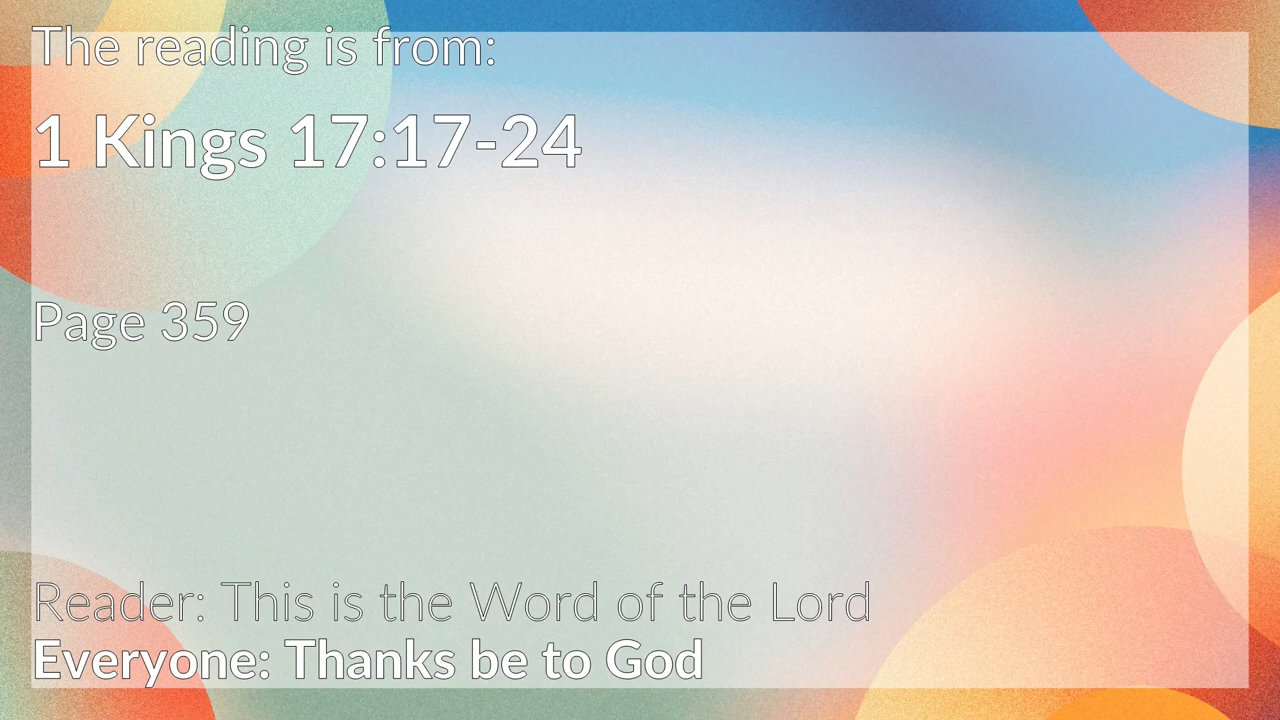 The reading is from:
1 Kings 17:17-24
Page 359
Reader: This is the Word of the Lord
Everyone: Thanks be to God